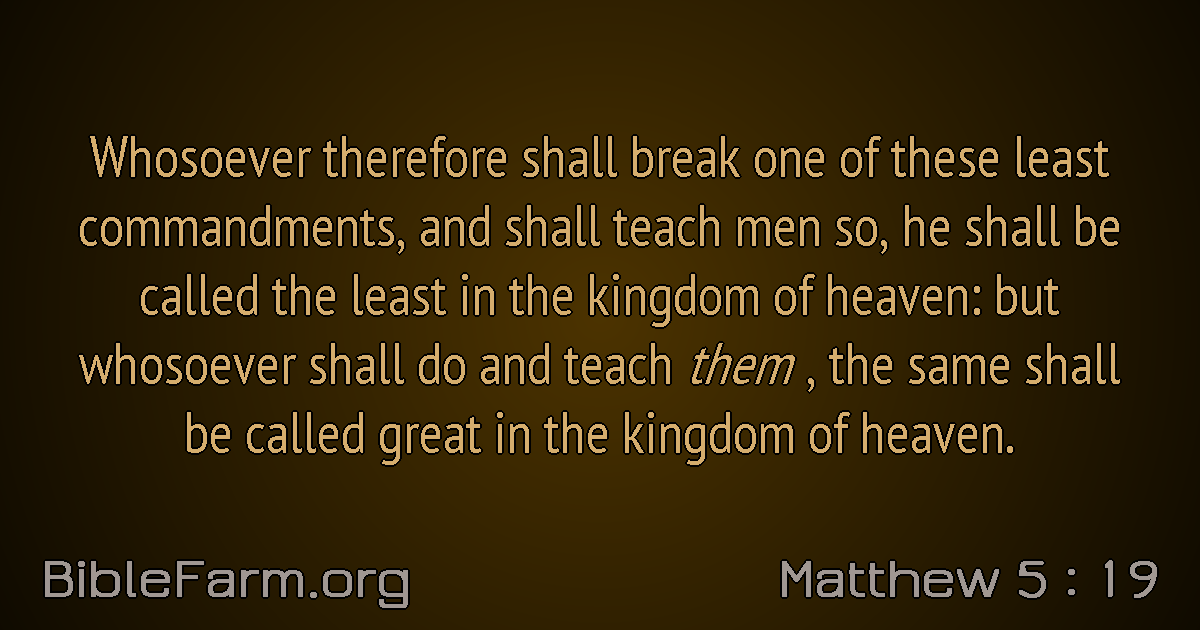 Whosoever therefore shall break one of these least
commandments, and shall teach men so, he shall be
called the least in the kingdom of heaven: but
whosoever shall do and teach them , the same shall
be called great in the kingdom of heaven.
BibleFarm.org
Matthew 5 : 19